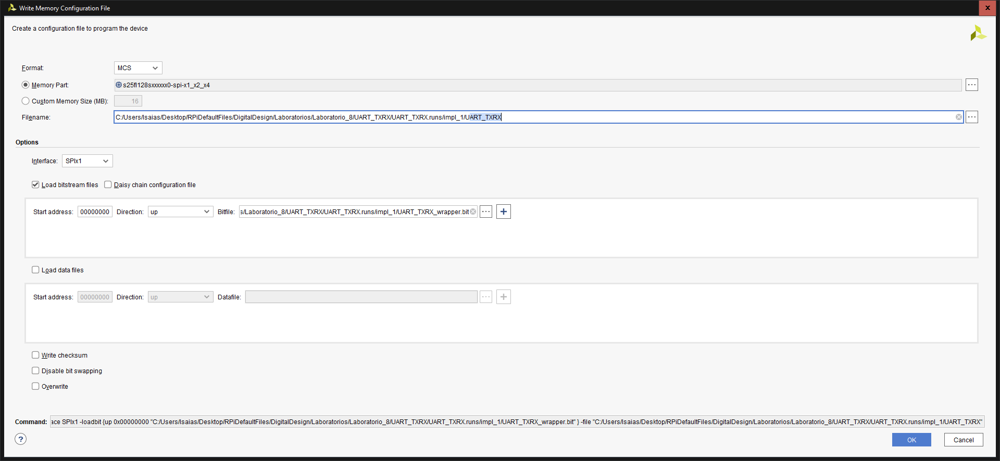 Write Memory Configuration File
Create a configuration file to program the device
Format: MCS
Memory Part: s25fl128sxxxxxx0-spi-x1_x2_x4 ...
Custom Memory Size (MB): 16
Filename: C:/Users/Isaias/Desktop/RPiDefaultFiles/DigitalDesign/Laboratorios/Laboratorio_8/UART_TXRX/UART_TXRX.runs/impl_1/UART_TXRX ...
Options
Interface: SPIx1
Load bitstream files Daisy chain configuration file
Start address: 00000000 Direction: up Bitfile: s/Laboratorio_8/UART_TXRX/UART_TXRX.runs/impl_1/UART_TXRX_wrapper.bit ... +
Load data files
Start address: 00000000 Direction: up Datafile: ... +
Write checksum
Disable bit swapping
Overwrite
Command: ace SPIx1 -loadbit {up 0x00000000 "C:/Users/Isaias/Desktop/RPiDefaultFiles/DigitalDesign/Laboratorios/Laboratorio_8/UART_TXRX/UART_TXRX.runs/impl_1/UART_TXRX_wrapper.bit" } -file "C:/Users/Isaias/Desktop/RPiDefaultFiles/DigitalDesign/Laboratorios/Laboratorio_8/UART_TXRX/UART_TXRX.runs/impl_1/UART_TXRX"
? OK Cancel